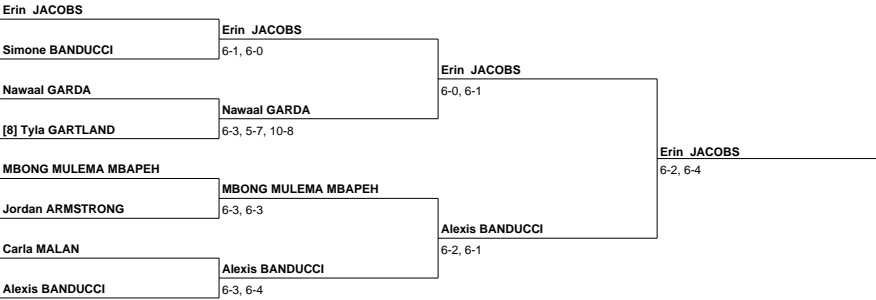 Erin JACOBS
Erin JACOBS
Simone BANDUCCI
6-1, 6-0
Erin JACOBS
Nawaal GARDA
6-0, 6-1
Nawaal GARDA
[8] Tyla GARTLAND
6-3, 5-7, 10-8
Erin JACOBS
MBONG MULEMA MBAPEH
6-2, 6-4
MBONG MULEMA MBAPEH
Jordan ARMSTRONG
6-3, 6-3
Alexis BANDUCCI
Carla MALAN
6-2, 6-1
Alexis BANDUCCI
Alexis BANDUCCI
6-3, 6-4